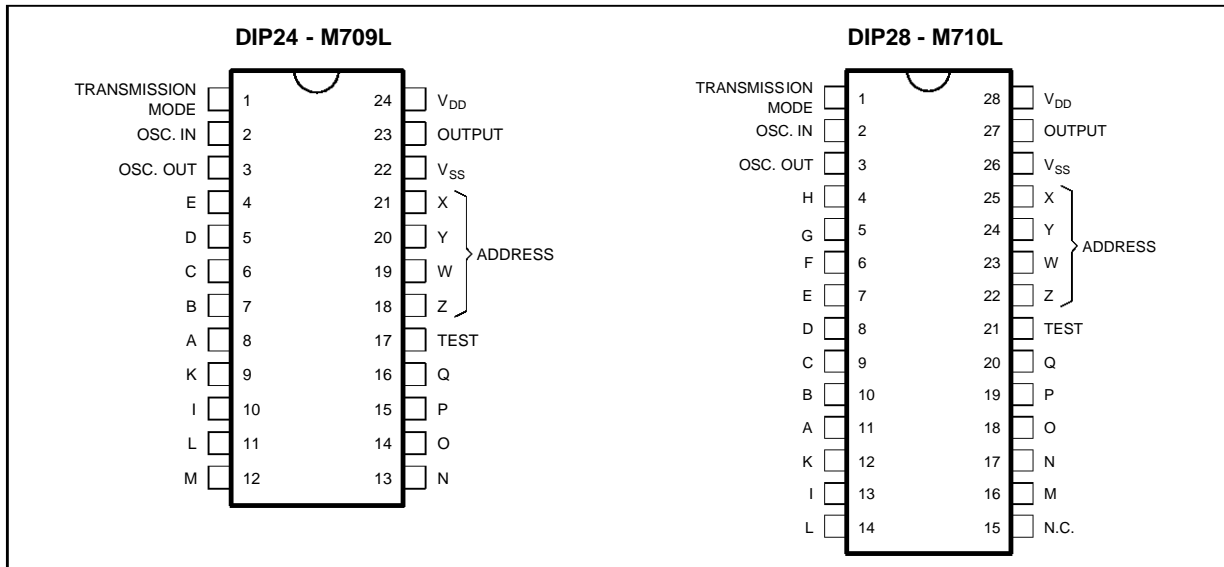 DIP24 - M709L
TRANSMISSION MODE 1 24 VDD
OSC. IN 2 23 OUTPUT
OSC. OUT 3 22 VSS
E 4 21 X
D 5 20 Y
ADDRESS
C 6 19 W
B 7 18 Z
A 8 17 TEST
K 9 16 Q
I 10 15 P
L 11 14 O
M 12 13 N
DIP28 - M710L
TRANSMISSION MODE 1 28 VDD
OSC. IN 2 27 OUTPUT
OSC. OUT 3 26 VSS
H 4 25 X
G 5 24 Y
ADDRESS
F 6 23 W
E 7 22 Z
D 8 21 TEST
C 9 20 Q
B 10 19 P
A 11 18 O
K 12 17 N
I 13 16 M
L 14 15 N.C.